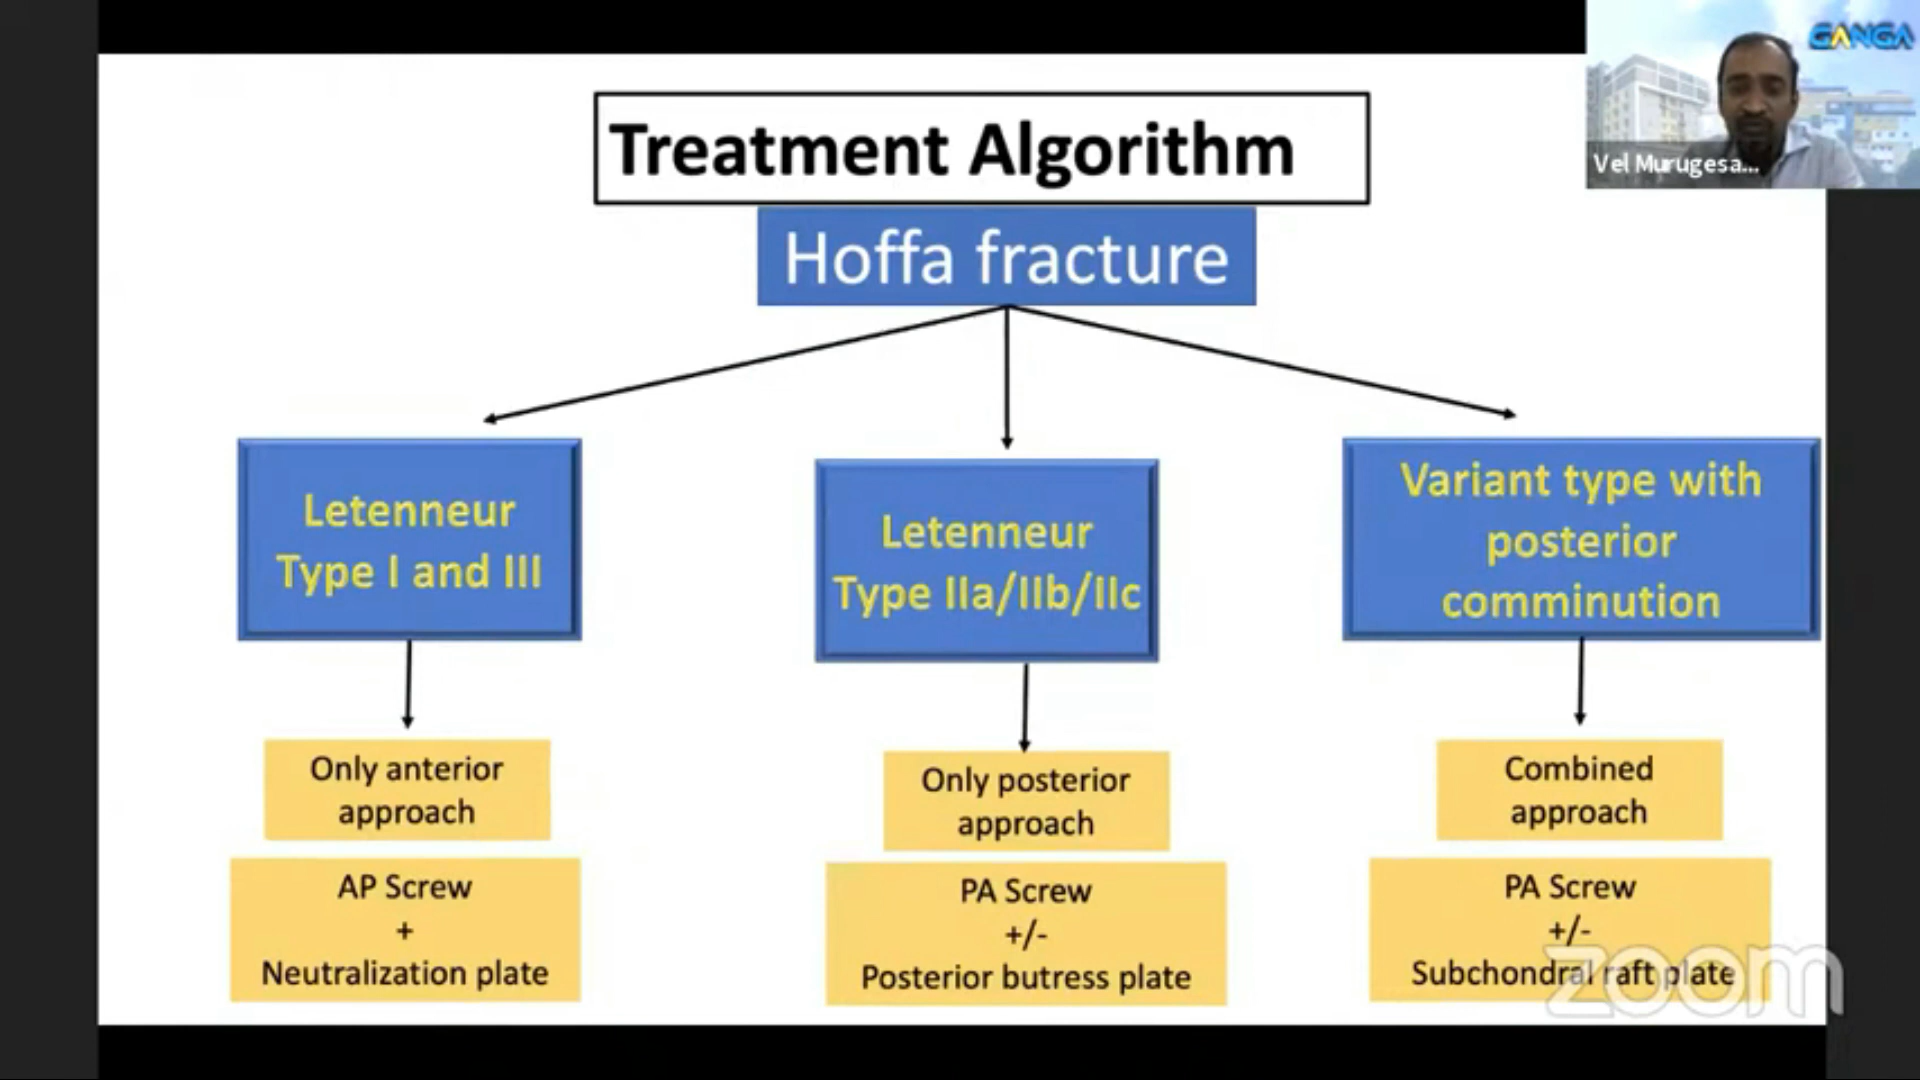 GANGA
Vel Murugesa...
Treatment Algorithm
Hoffa fracture
Letenneur
Type I and III
Letenneur
Type IIa/IIb/IIc
Variant type with
posterior
comminution
Only anterior
approach
AP Screw
+
Neutralization plate
Only posterior
approach
PA Screw
+/-
Posterior butress plate
Combined
approach
PA Screw
+/-
Subchondral raft plate
zoom